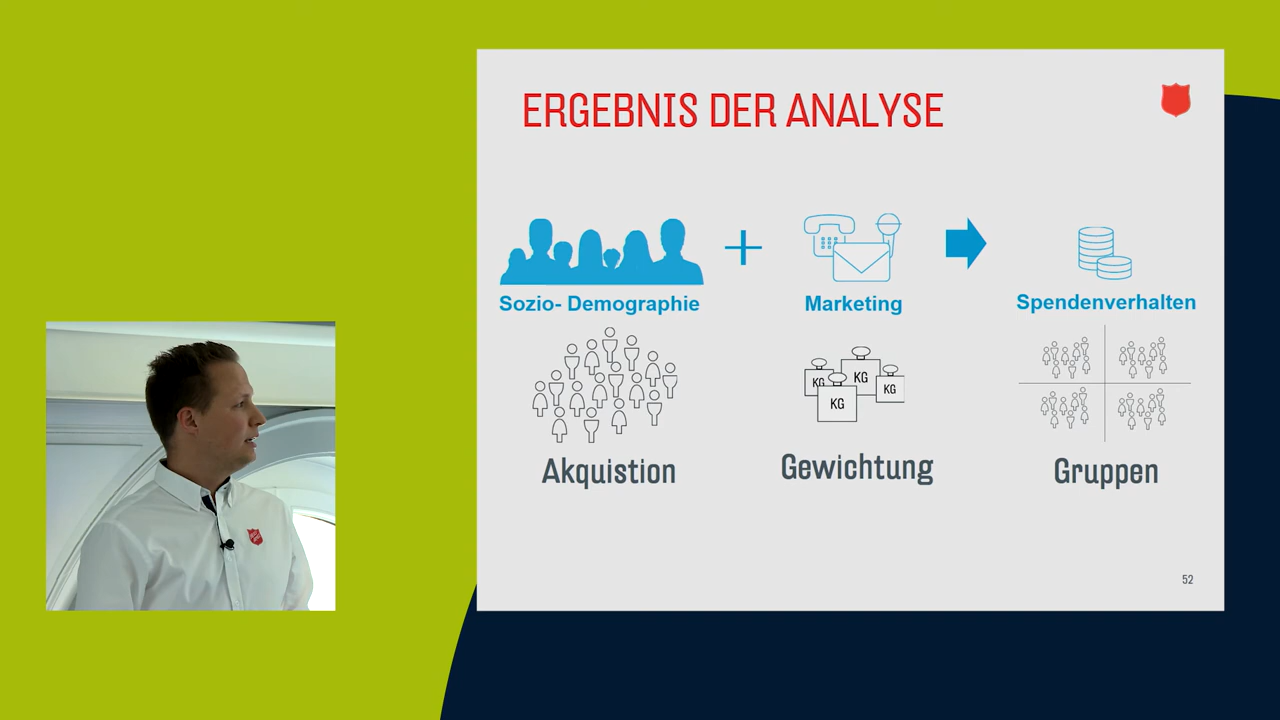 ERGEBNIS DER ANALYSE
Sozio- Demographie
Marketing
Spendenverhalten
KG
KG
KG
KG
Akquistion
Gewichtung
Gruppen
52